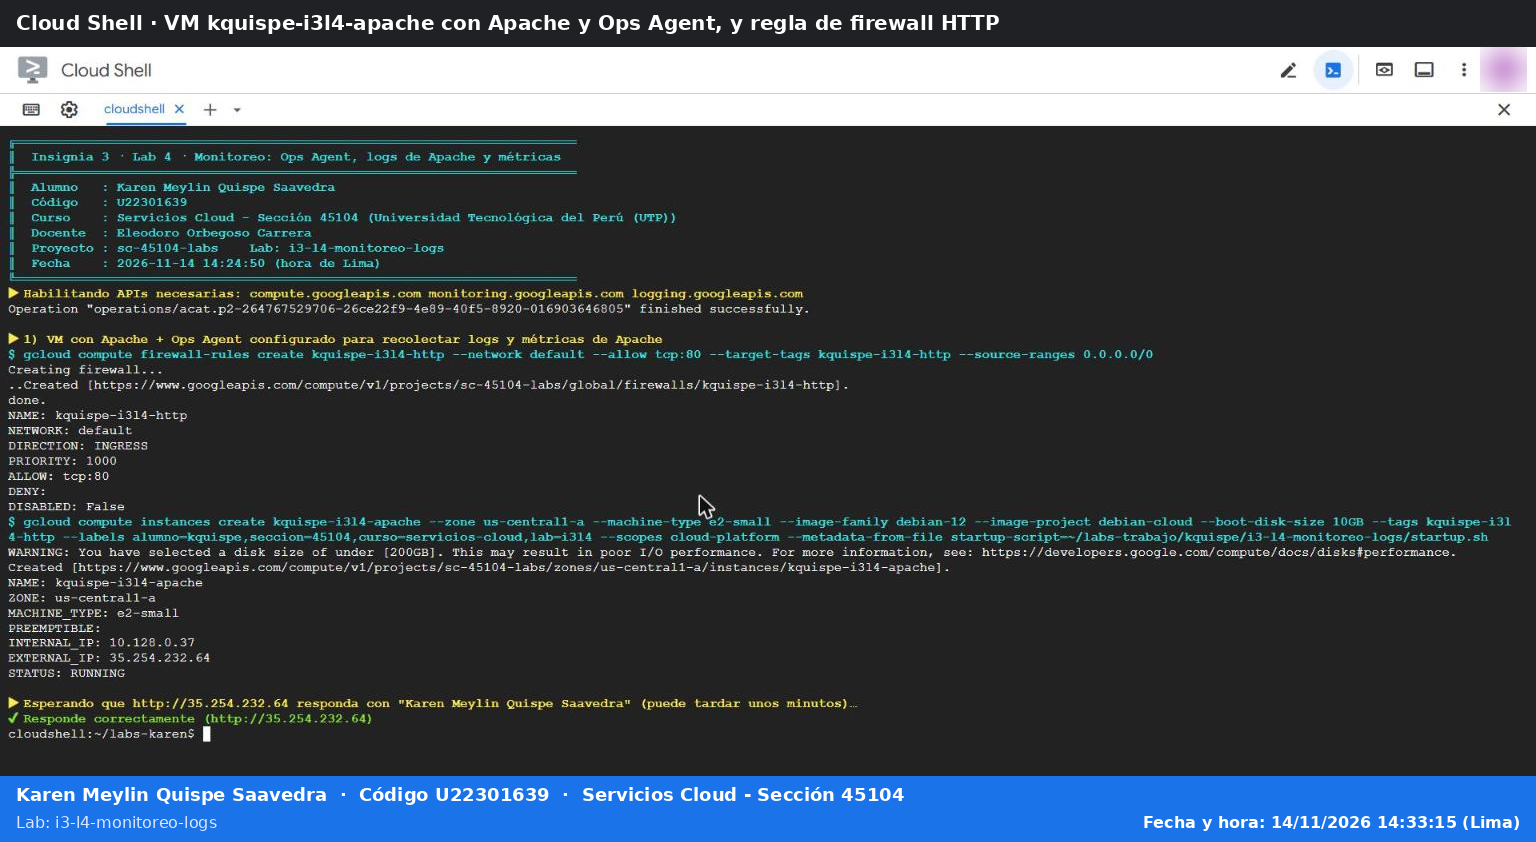 Cloud Shell · VM kquispe-i3l4-apache con Apache y Ops Agent, y regla de firewall HTTP
Cloud Shell
cloudshell
Insignia 3 · Lab 4 · Monitoreo: Ops Agent, logs de Apache y métricas
Alumno : Karen Meylin Quispe Saavedra
Código : U22301639
Curso : Servicios Cloud - Sección 45104 (Universidad Tecnológica del Perú (UTP))
Docente : Eleodoro Orbegoso Carrera
Proyecto : sc-45104-labs Lab: i3-l4-monitoreo-logs
Fecha : 2026-11-14 14:24:50 (hora de Lima)
▶ Habilitando APIs necesarias: compute.googleapis.com monitoring.googleapis.com logging.googleapis.com
Operation "operations/acat.p2-264767529706-26ce22f9-4e89-40f5-8920-016903646805" finished successfully.
▶ 1) VM con Apache + Ops Agent configurado para recolectar logs y métricas de Apache
$ gcloud compute firewall-rules create kquispe-i3l4-http --network default --allow tcp:80 --target-tags kquispe-i3l4-http --source-ranges 0.0.0.0/0
Creating firewall...
..Created [https://www.googleapis.com/compute/v1/projects/sc-45104-labs/global/firewalls/kquispe-i3l4-http].
done.
NAME: kquispe-i3l4-http
NETWORK: default
DIRECTION: INGRESS
PRIORITY: 1000
ALLOW: tcp:80
DENY:
DISABLED: False
$ gcloud compute instances create kquispe-i3l4-apache --zone us-central1-a --machine-type e2-small --image-family debian-12 --image-project debian-cloud --boot-disk-size 10GB --tags kquispe-i3l
4-http --labels alumno=kquispe,seccion=45104,curso=servicios-cloud,lab=i3l4 --scopes cloud-platform --metadata-from-file startup-script=~/labs-trabajo/kquispe/i3-l4-monitoreo-logs/startup.sh
WARNING: You have selected a disk size of under [200GB]. This may result in poor I/O performance. For more information, see: https://developers.google.com/compute/docs/disks#performance.
Created [https://www.googleapis.com/compute/v1/projects/sc-45104-labs/zones/us-central1-a/instances/kquispe-i3l4-apache].
NAME: kquispe-i3l4-apache
ZONE: us-central1-a
MACHINE_TYPE: e2-small
PREEMPTIBLE:
INTERNAL_IP: 10.128.0.37
EXTERNAL_IP: 35.254.232.64
STATUS: RUNNING
▶ Esperando que http://35.254.232.64 responda con "Karen Meylin Quispe Saavedra" (puede tardar unos minutos)…
✔ Responde correctamente (http://35.254.232.64)
cloudshell:~/labs-karen$
Karen Meylin Quispe Saavedra · Código U22301639 · Servicios Cloud - Sección 45104
Lab: i3-l4-monitoreo-logs
Fecha y hora: 14/11/2026 14:33:15 (Lima)